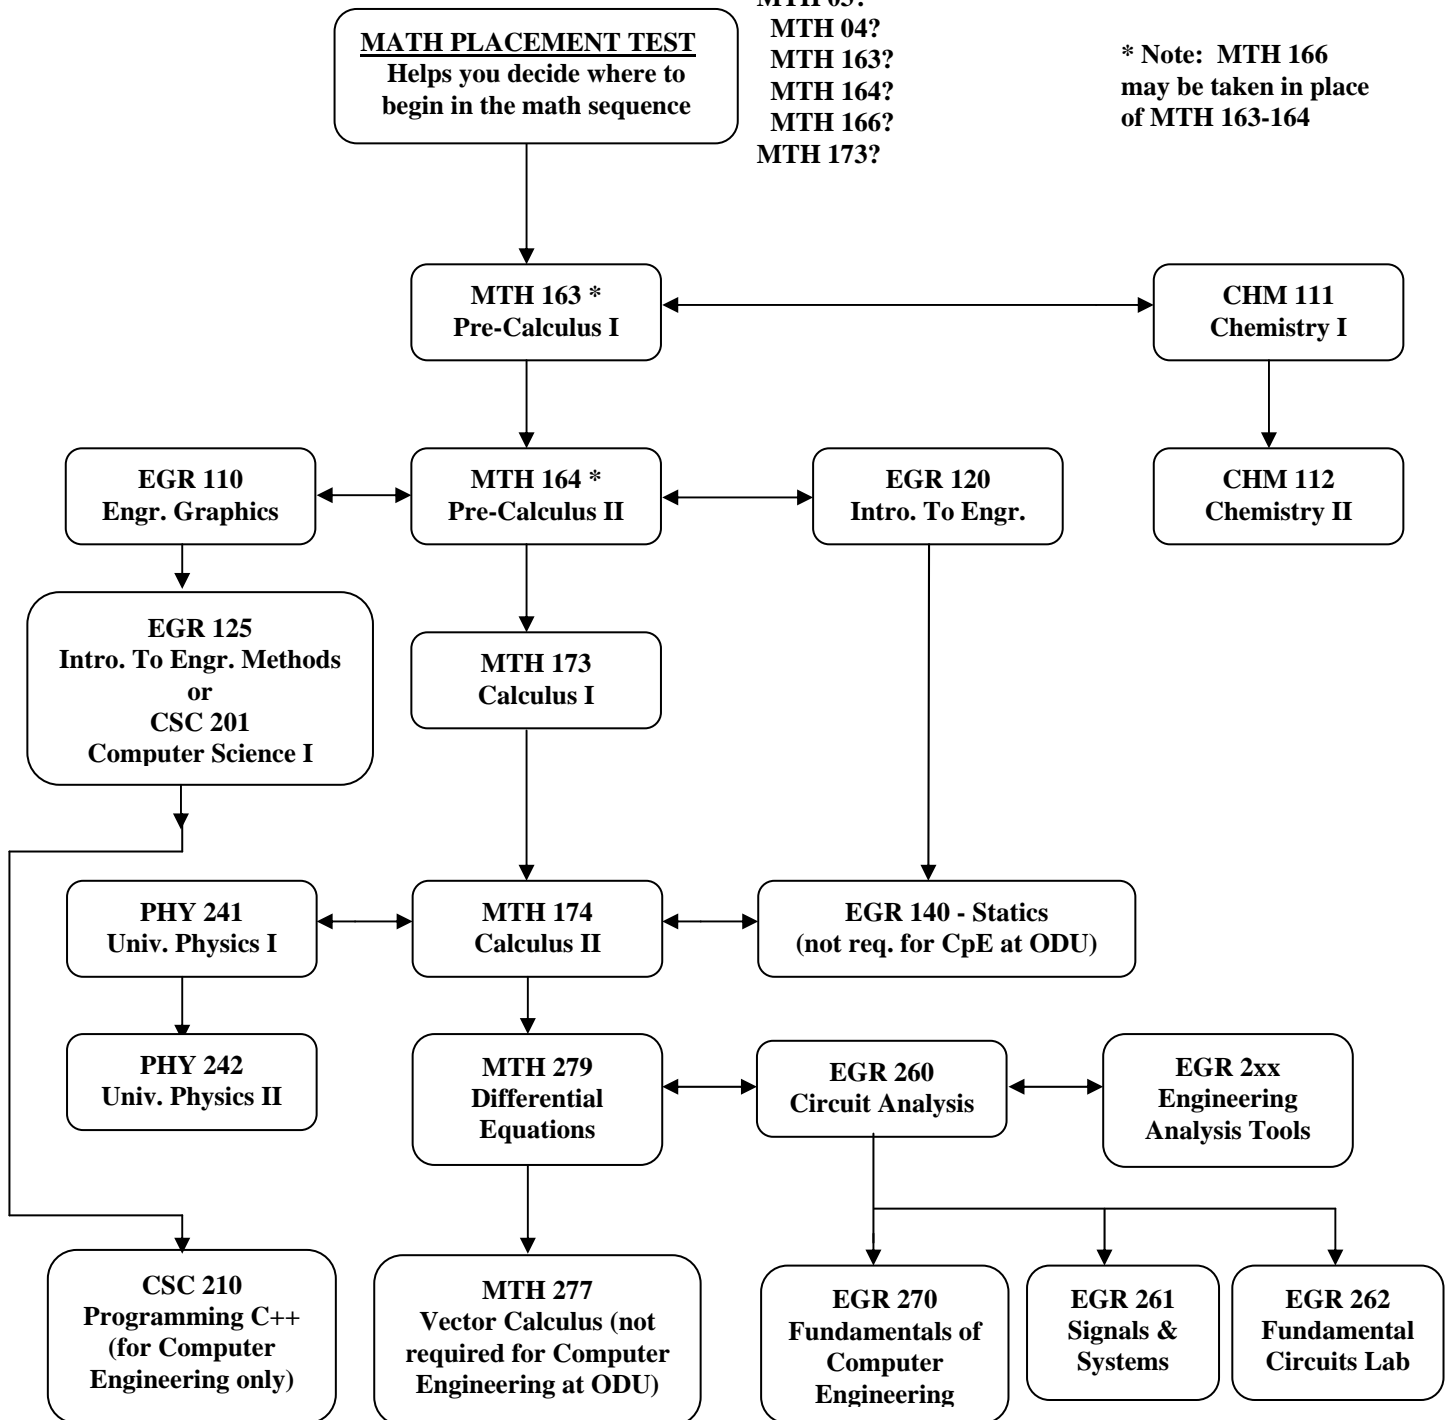 MTH 03?
MATH PLACEMENT TEST
Helps you decide where to
begin in the math sequence
MTH 04?
MTH 163?
MTH 164?
MTH 166?
MTH 173?
* Note: MTH 166
may be taken in place
of MTH 163-164
MTH 163 *
Pre-Calculus I
CHM 111
Chemistry I
EGR 110
Engr. Graphics
MTH 164 *
Pre-Calculus II
EGR 120
Intro. To Engr.
CHM 112
Chemistry II
EGR 125
Intro. To Engr. Methods
or
CSC 201
Computer Science I
MTH 173
Calculus I
PHY 241
Univ. Physics I
MTH 174
Calculus II
EGR 140 - Statics
(not req. for CpE at ODU)
PHY 242
Univ. Physics II
MTH 279
Differential
Equations
EGR 260
Circuit Analysis
EGR 2xx
Engineering
Analysis Tools
CSC 210
Programming C++
(for Computer
Engineering only)
MTH 277
Vector Calculus (not
required for Computer
Engineering at ODU)
EGR 270
Fundamentals of
Computer
Engineering
EGR 261
Signals &
Systems
EGR 262
Fundamental
Circuits Lab